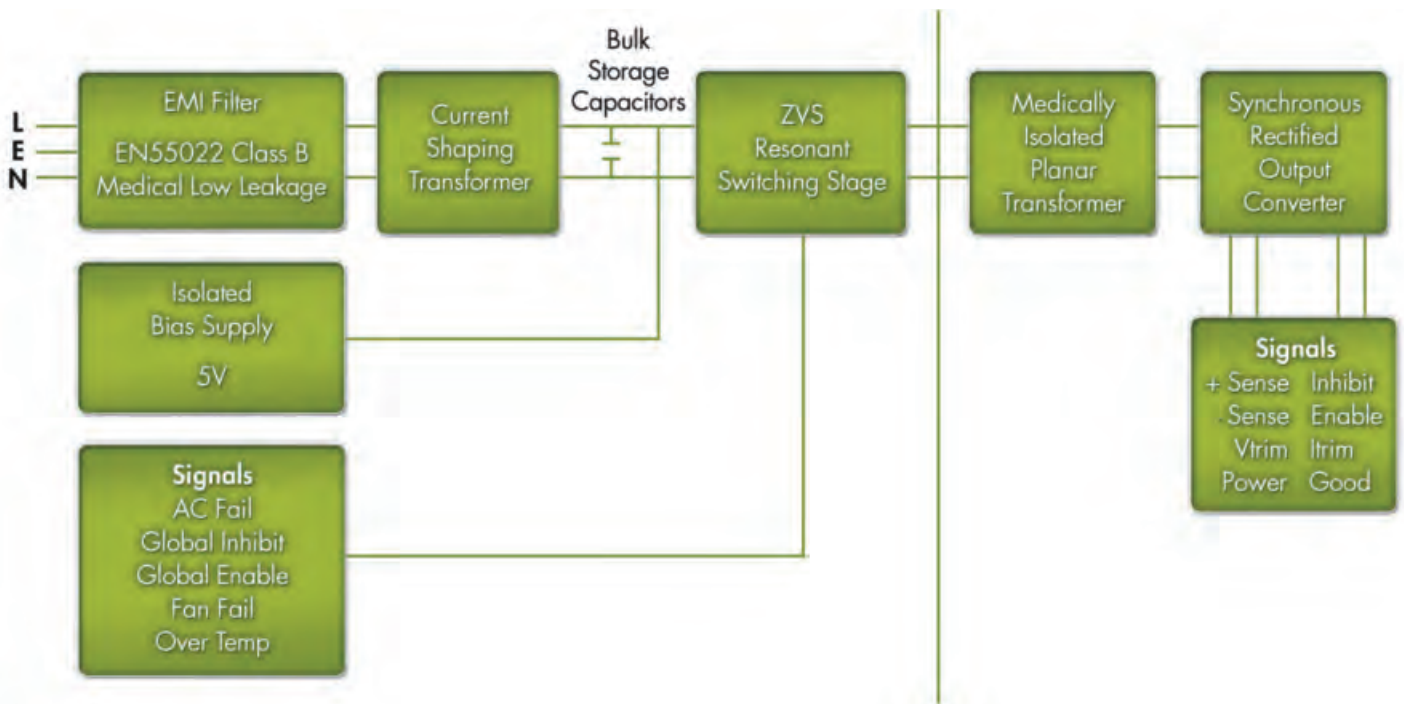 L
E
N
EMI Filter
EN55022 Class B
Medical Low Leakage
Current
Shaping
Transformer
Bulk
Storage
Capacitors
ZVS
Resonant
Switching Stage
Medically
Isolated
Planar
Transformer
Synchronous
Rectified
Output
Converter
Isolated
Bias Supply
5V
Signals
AC Fail
Global Inhibit
Global Enable
Fan Fail
Over Temp
Signals
+ Sense Inhibit
- Sense Enable
Vtrim Itrim
Power Good